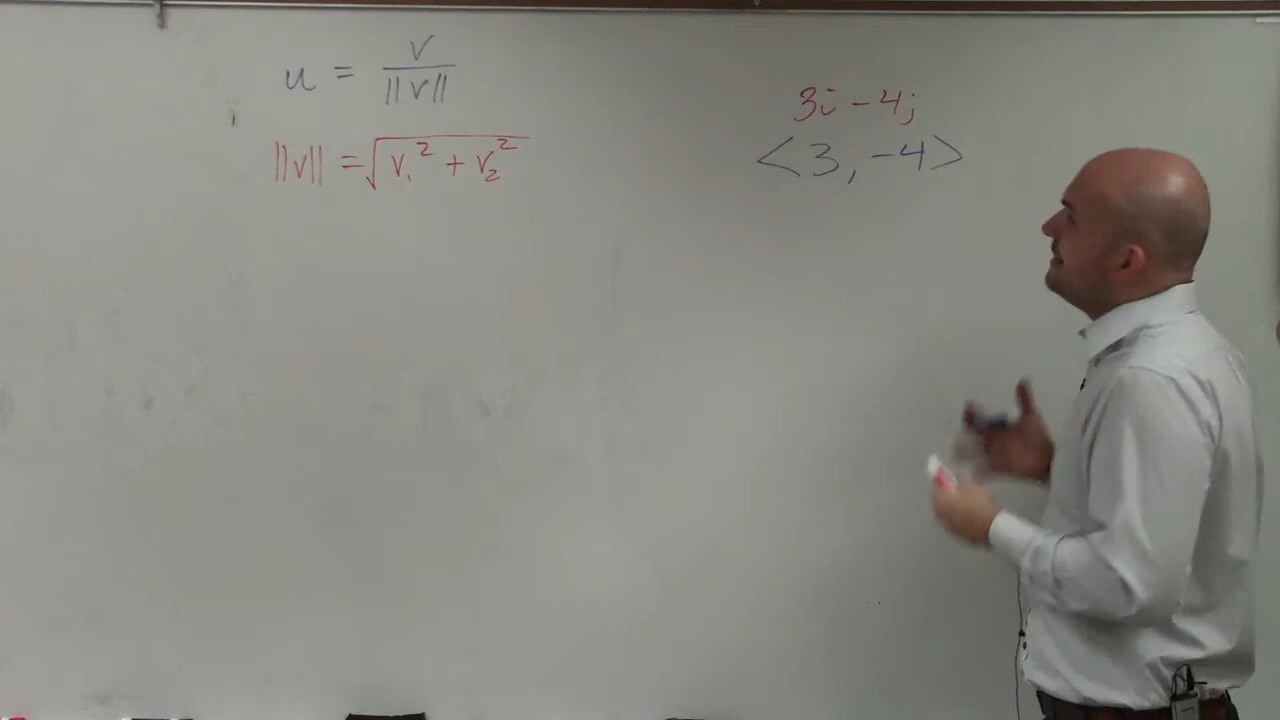 u = v / ||v||
||v|| = √(v₁² + v₂²)
3i - 4j
<3, -4>